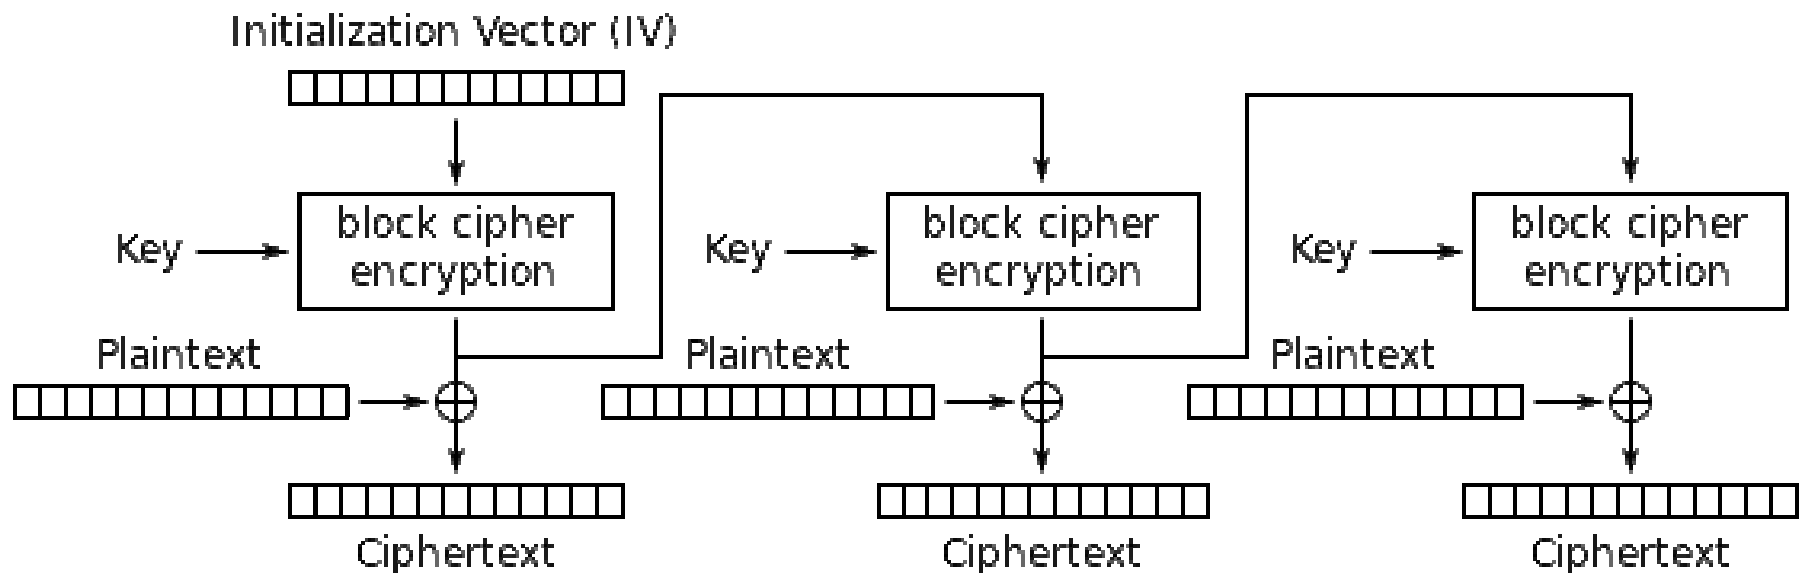 Initialization Vector (IV)
Key
block cipher
encryption
Key
block cipher
encryption
Key
block cipher
encryption
Plaintext
Plaintext
Plaintext
Ciphertext
Ciphertext
Ciphertext